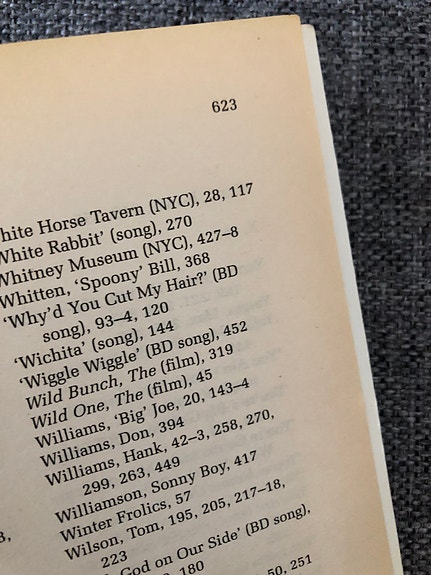 623
hite Horse Tavern (NYC), 28, 117
White Rabbit’ (song), 270
Whitney Museum (NYC), 427–8
Whitten, ‘Spoony’ Bill, 368
‘Why’d You Cut My Hair?’ (BD
song), 93–4, 120
‘Wichita’ (song), 144
‘Wiggle Wiggle’ (BD song), 452
Wild Bunch, The (film), 319
Wild One, The (film), 45
Williams, ‘Big’ Joe, 20, 143–4
Williams, Don, 394
Williams, Hank, 42–3, 258, 270,
299, 263, 449
Williamson, Sonny Boy, 417
Winter Frolics, 57
Wilson, Tom, 195, 205, 217–18,
223
God on Our Side’ (BD song),
180
50, 251